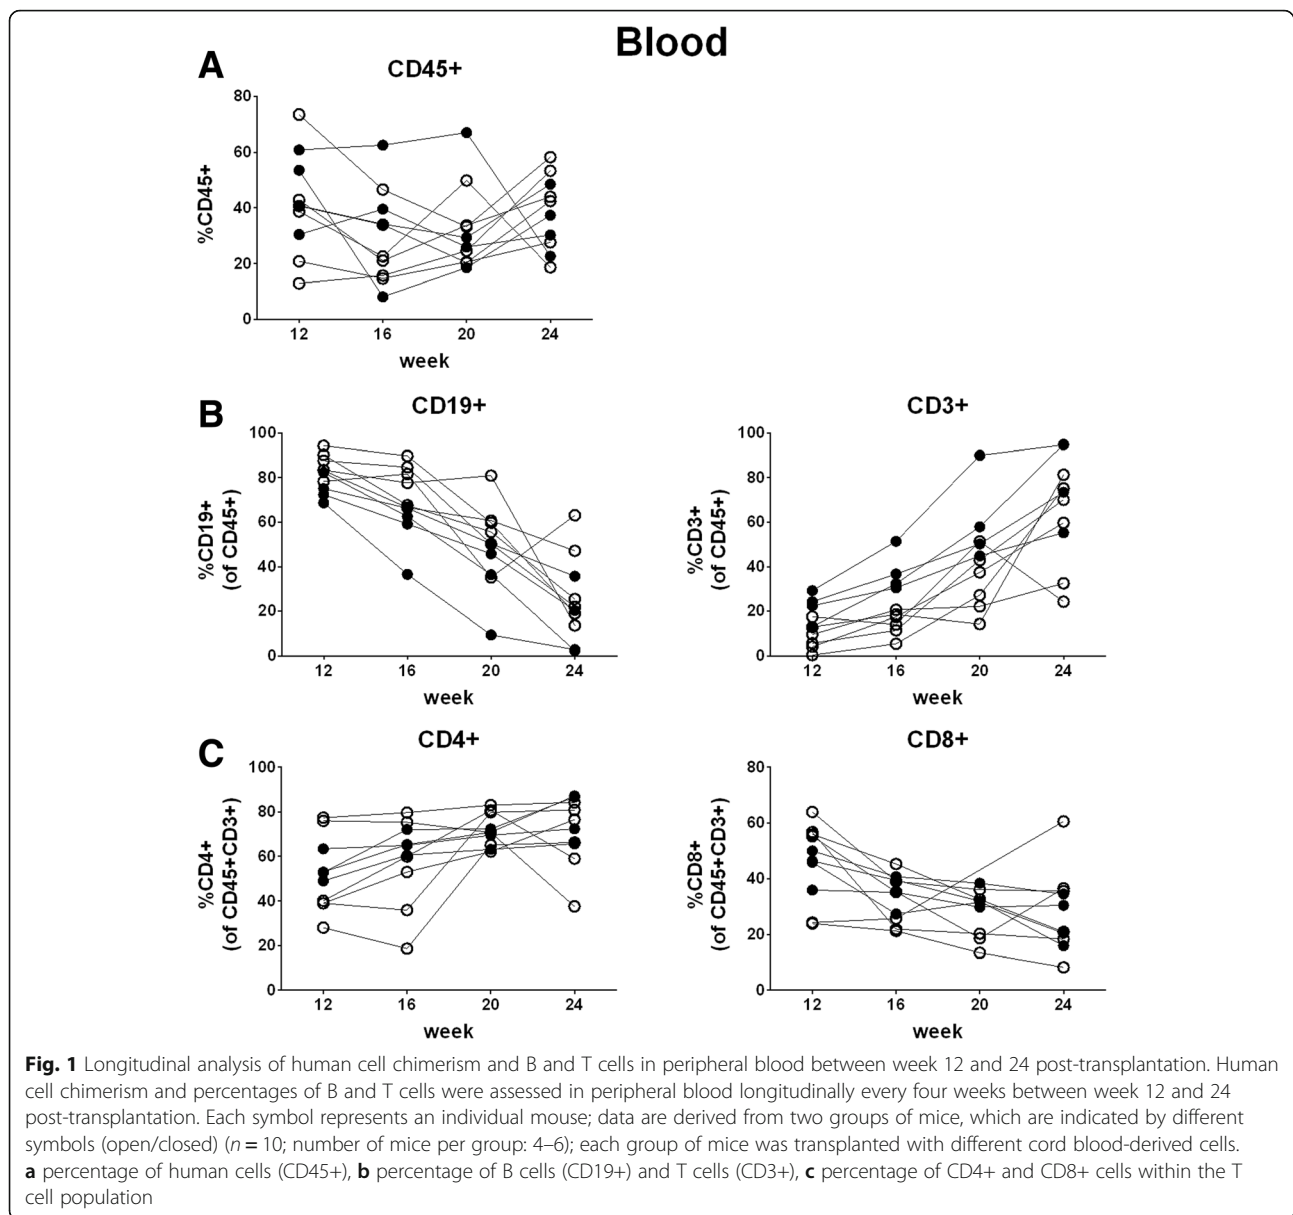 Blood
A
CD45+
80
60
40
20
0
%CD45+
12 16 20 24
week
B
CD19+
100
80
60
40
20
0
%CD19+
(of CD45+)
12 16 20 24
week
CD3+
100
80
60
40
20
0
%CD3+
(of CD45+)
12 16 20 24
week
C
CD4+
100
80
60
40
20
0
%CD4+
(of CD45+CD3+)
12 16 20 24
week
CD8+
80
60
40
20
0
%CD8+
(of CD45+CD3+)
12 16 20 24
week
Fig. 1 Longitudinal analysis of human cell chimerism and B and T cells in peripheral blood between week 12 and 24 post-transplantation. Human
cell chimerism and percentages of B and T cells were assessed in peripheral blood longitudinally every four weeks between week 12 and 24
post-transplantation. Each symbol represents an individual mouse; data are derived from two groups of mice, which are indicated by different
symbols (open/closed) (n = 10; number of mice per group: 4–6); each group of mice was transplanted with different cord blood-derived cells.
a percentage of human cells (CD45+), b percentage of B cells (CD19+) and T cells (CD3+), c percentage of CD4+ and CD8+ cells within the T
cell population